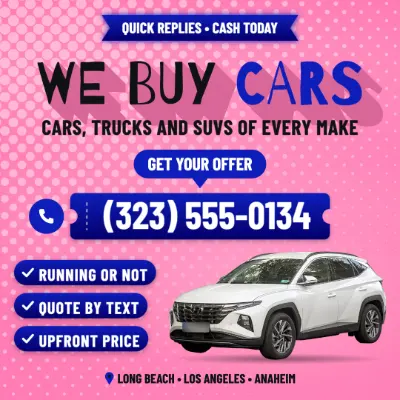 QUICK REPLIES • CASH TODAY
WE BUY CARS
CARS, TRUCKS AND SUVS OF EVERY MAKE
GET YOUR OFFER
(323) 555-0134
RUNNING OR NOT
QUOTE BY TEXT
UPFRONT PRICE
LONG BEACH • LOS ANGELES • ANAHEIM